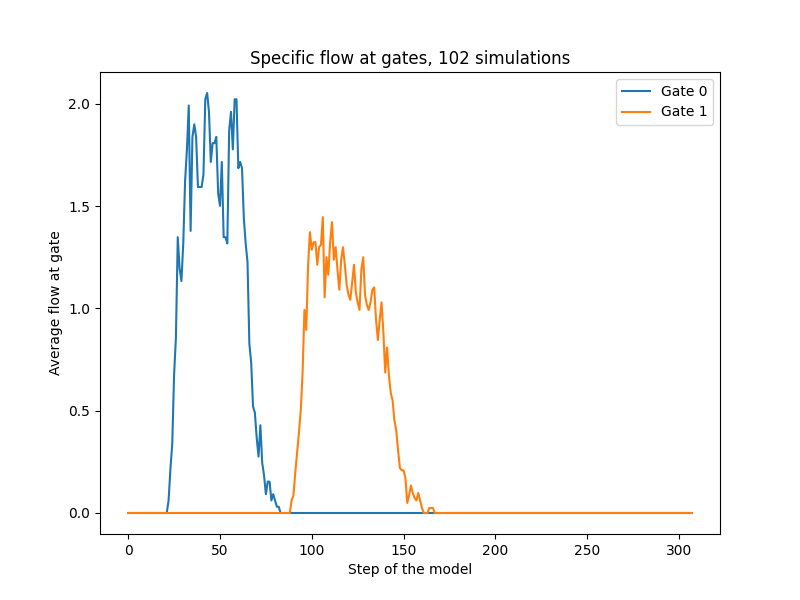 Specific flow at gates, 102 simulations
Gate 0
Gate 1
Average flow at gate
2.0
1.5
1.0
0.5
0.0
0 50 100 150 200 250 300
Step of the model